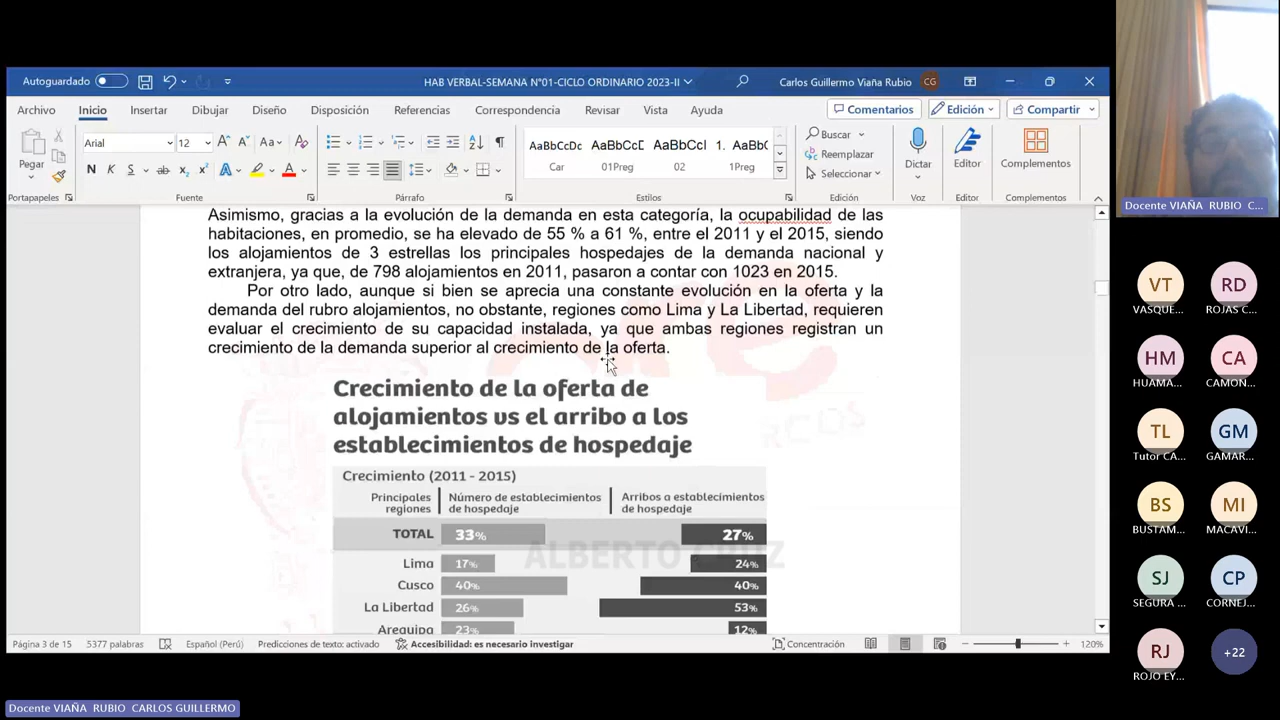 Autoguardado
HAB VERBAL-SEMANA N°01-CICLO ORDINARIO 2023-II
Carlos Guillermo Viaña Rubio
CG
Archivo
Inicio
Insertar
Dibujar
Diseño
Disposición
Referencias
Correspondencia
Revisar
Vista
Ayuda
Comentarios
Edición
Compartir
Pegar
Portapapeles
Arial
12
Fuente
Párrafo
AaBbCcDc
Car
AaBbCcD
01Preg
AaBbCcI
02
1. AaBb(
1Preg
Estilos
Buscar
Reemplazar
Seleccionar
Edición
Dictar
Voz
Editor
Editor
Complementos
Complementos
Asimismo, gracias a la evolución de la demanda en esta categoría, la ocupabilidad de las
habitaciones, en promedio, se ha elevado de 55 % a 61 %, entre el 2011 y el 2015, siendo
los alojamientos de 3 estrellas los principales hospedajes de la demanda nacional y
extranjera, ya que, de 798 alojamientos en 2011, pasaron a contar con 1023 en 2015.
Por otro lado, aunque si bien se aprecia una constante evolución en la oferta y la
demanda del rubro alojamientos, no obstante, regiones como Lima y La Libertad, requieren
evaluar el crecimiento de su capacidad instalada, ya que ambas regiones registran un
crecimiento de la demanda superior al crecimiento de la oferta.
Crecimiento de la oferta de
alojamientos vs el arribo a los
establecimientos de hospedaje
Crecimiento (2011 - 2015)
Principales
regiones
Número de establecimientos
de hospedaje
Arribos a establecimientos
de hospedaje
TOTAL 33% 27%
Lima 17% 24%
Cusco 40% 40%
La Libertad 26% 53%
Arequipa 23% 12%
ALBERTO CRUZ
Página 3 de 15
5377 palabras
Español (Perú)
Predicciones de texto: activado
Accesibilidad: es necesario investigar
Concentración
120%
Docente VIAÑA RUBIO C...
VT
VASQUE...
RD
ROJAS C...
HM
HUAMA...
CA
CAMON...
TL
Tutor CA...
GM
GAMAR...
BS
BUSTAM...
MI
MACAVI...
SJ
SEGURA ...
CP
CORNEJ...
RJ
ROJO EY...
+22
Docente VIAÑA RUBIO CARLOS GUILLERMO